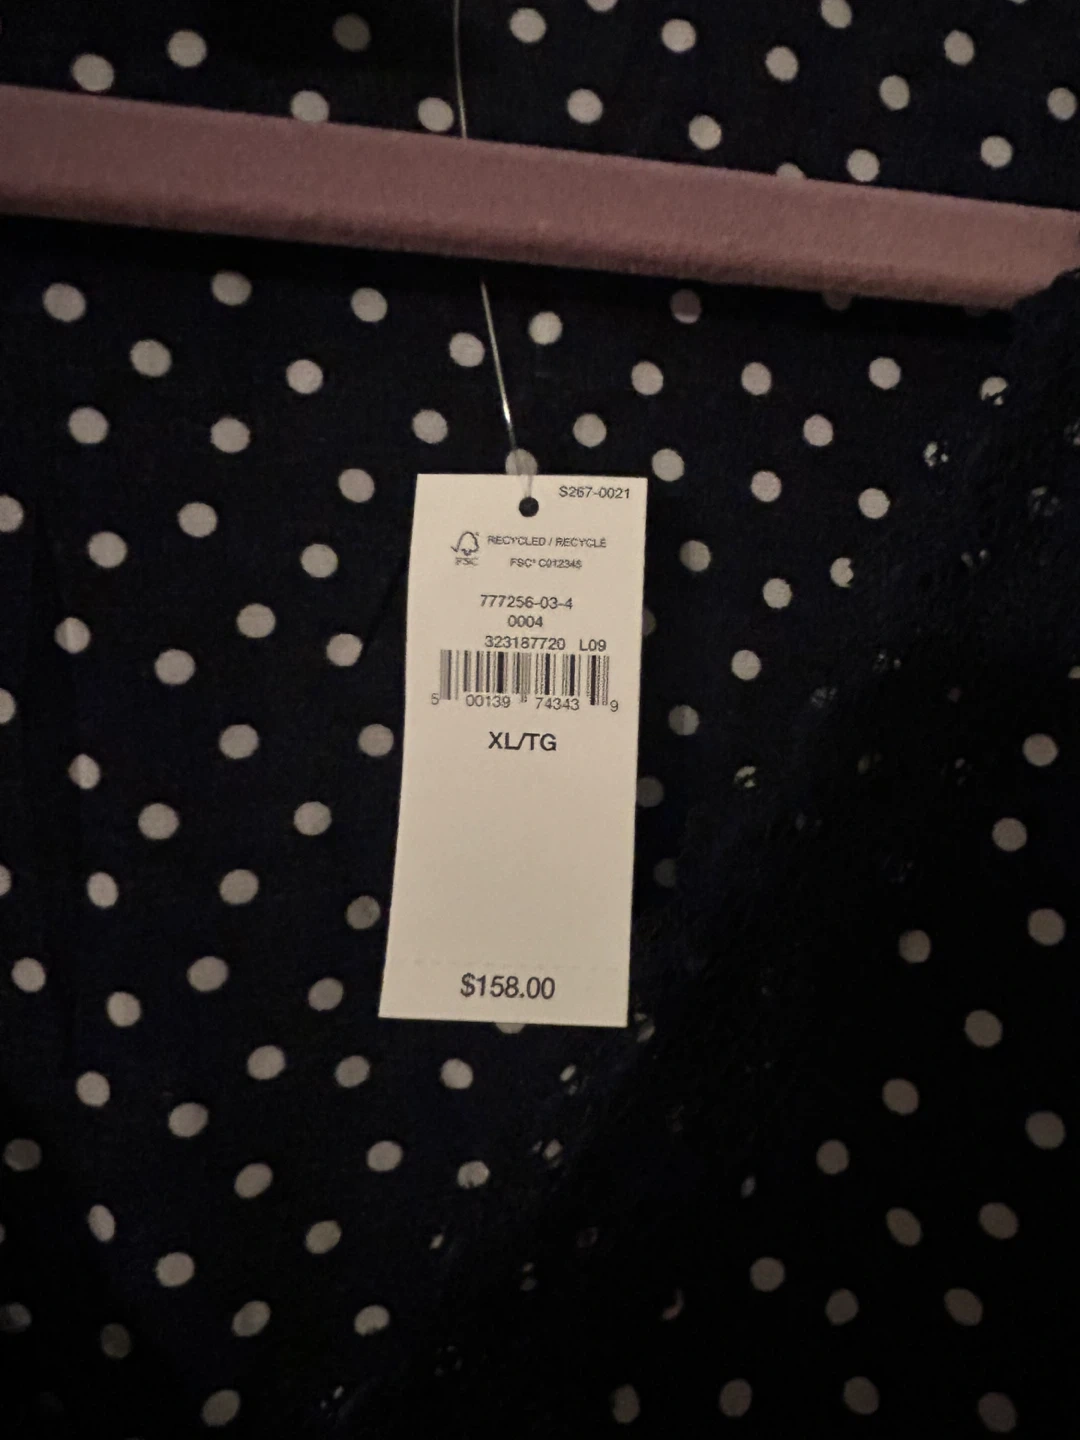 S267-0021
RECYCLED / RECYCLÉ
FSC
FSC® C012345
777256-03-4
0004
323187720 L09
5 00139 74343 9
XL/TG
$158.00